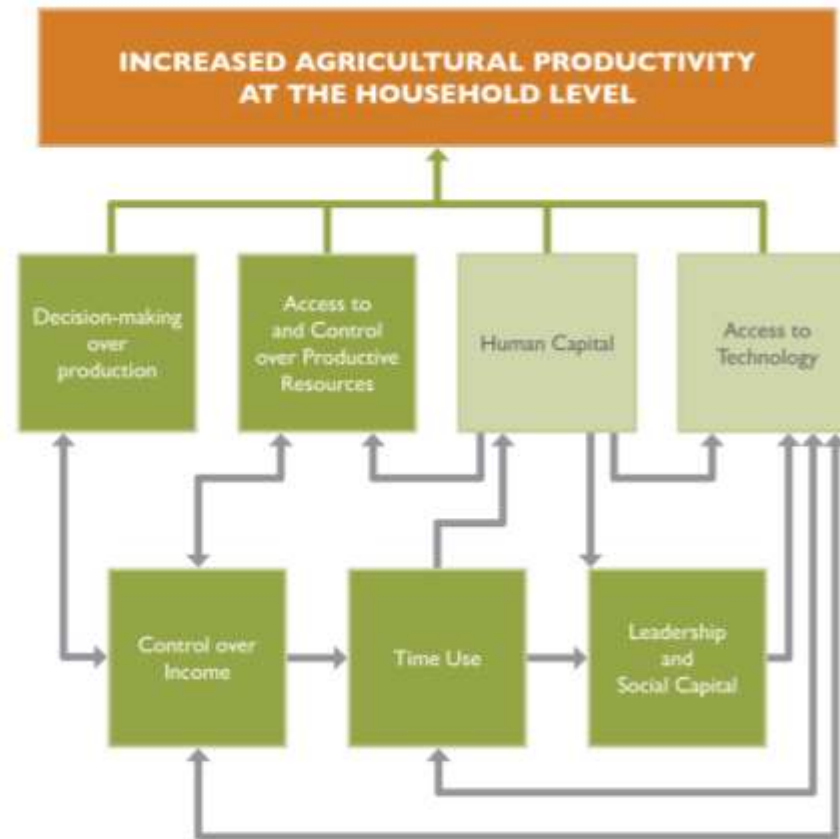 INCREASED AGRICULTURAL PRODUCTIVITY
AT THE HOUSEHOLD LEVEL
Decision-making
over
production
Access to
and Control
over Productive
Resources
Human Capital
Access to
Technology
Control over
Income
Time Use
Leadership
and
Social Capital